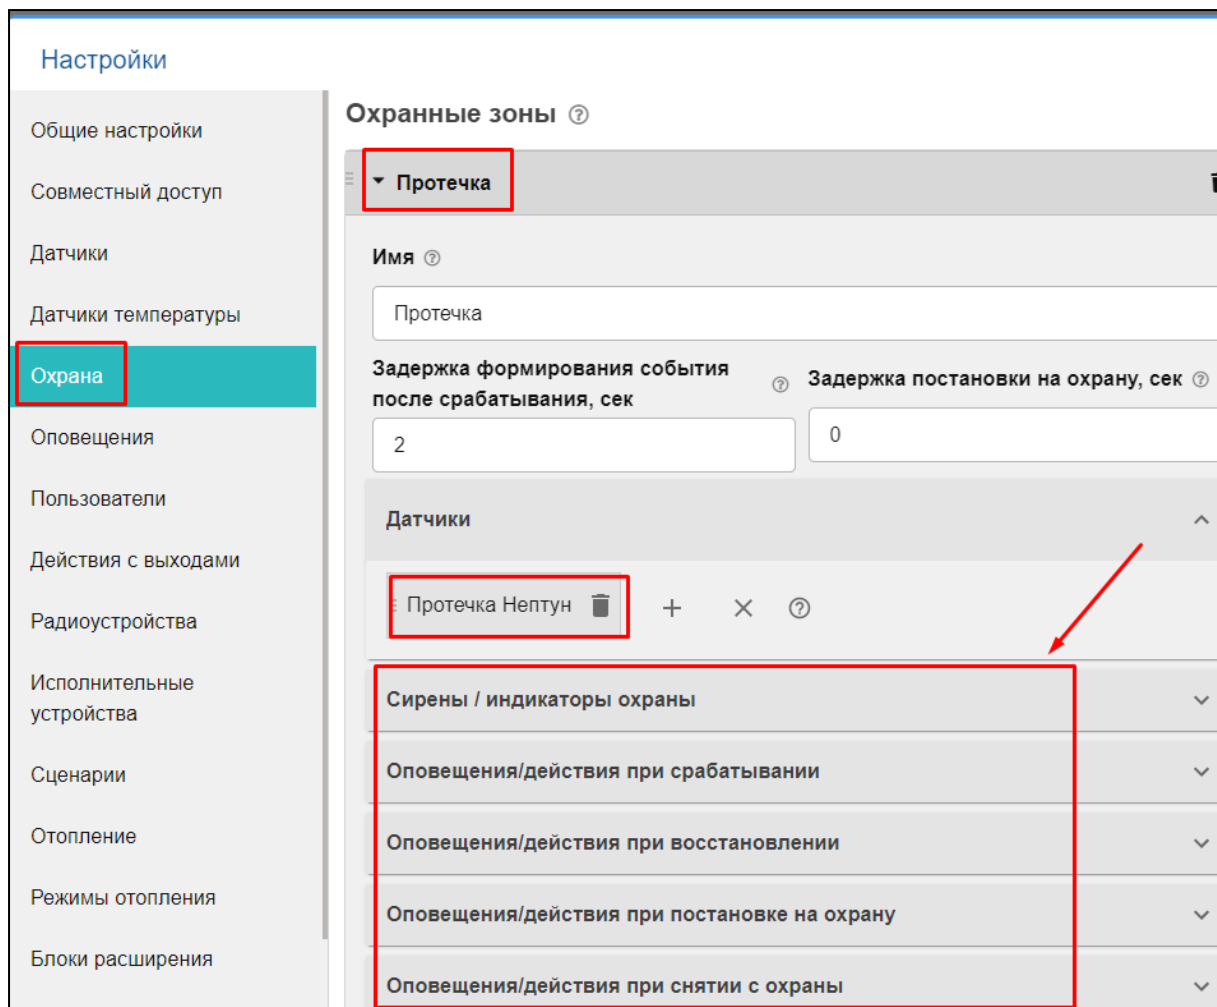 Настройки
Общие настройки
Совместный доступ
Датчики
Датчики температуры
Охрана
Оповещения
Пользователи
Действия с выходами
Радиоустройства
Исполнительные
устройства
Сценарии
Отопление
Режимы отопления
Блоки расширения
Охранные зоны
Протечка
Имя
Протечка
Задержка формирования события
после срабатывания, сек
2
Задержка постановки на охрану, сек
0
Датчики
Протечка Нептун
Сирены / индикаторы охраны
Оповещения/действия при срабатывании
Оповещения/действия при восстановлении
Оповещения/действия при постановке на охрану
Оповещения/действия при снятии с охраны